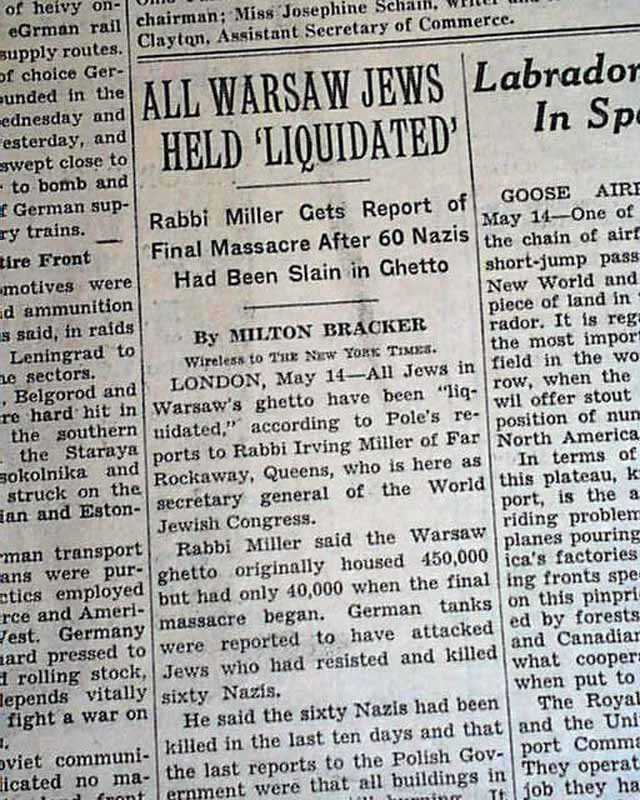 of heivy on-
eGrman rail
supply routes.
of choice Ger-
ounded in the
ednesday and
esterday, and
swept close to
to bomb and
f German sup-
ry trains.
tire Front
omotives were
d ammunition
s said, in raids
Leningrad to
sectors.
Belgorod and
re hard hit in
the southern
the Staraya
sokolnika and
struck on the
ian and Eston-
rman transport
ans were pur-
ctics employed
rce and Ameri-
West. Germany
ard pressed to
rolling stock,
depends vitally
fight a war on
oviet communi-
dicated no ma-
chairman; Miss Josephine Schain,
Clayton, Assistant Secretary of Commerce.
ALL WARSAW JEWS
HELD 'LIQUIDATED'
Rabbi Miller Gets Report of
Final Massacre After 60 Nazis
Had Been Slain in Ghetto
By MILTON BRACKER
Wireless to THE NEW YORK TIMES.
LONDON, May 14—All Jews in
Warsaw's ghetto have been "liq-
uidated," according to Pole's re-
ports to Rabbi Irving Miller of Far
Rockaway, Queens, who is here as
secretary general of the World
Jewish Congress.
Rabbi Miller said the Warsaw
ghetto originally housed 450,000
but had only 40,000 when the final
massacre began. German tanks
were reported to have attacked
Jews who had resisted and killed
sixty Nazis.
He said the sixty Nazis had been
killed in the last ten days and that
the last reports to the Polish Gov-
ernment were that all buildings in
Labrador
In Sp
GOOSE AIR
May 14—One of
the chain of airf
short-jump pass
New World and
piece of land in
rador. It is reg
the most impor
field in the wo
row, when the
wil offer stout
position of nu
North America
In terms of
this plateau, k
port, is the a
riding problem
planes pouring
ica's factories
ing fronts spe
on this pinpri
ed by forests
and Canadian
what cooper
when put to
The Royal
and the Uni
port Comm
They operat
job they ha